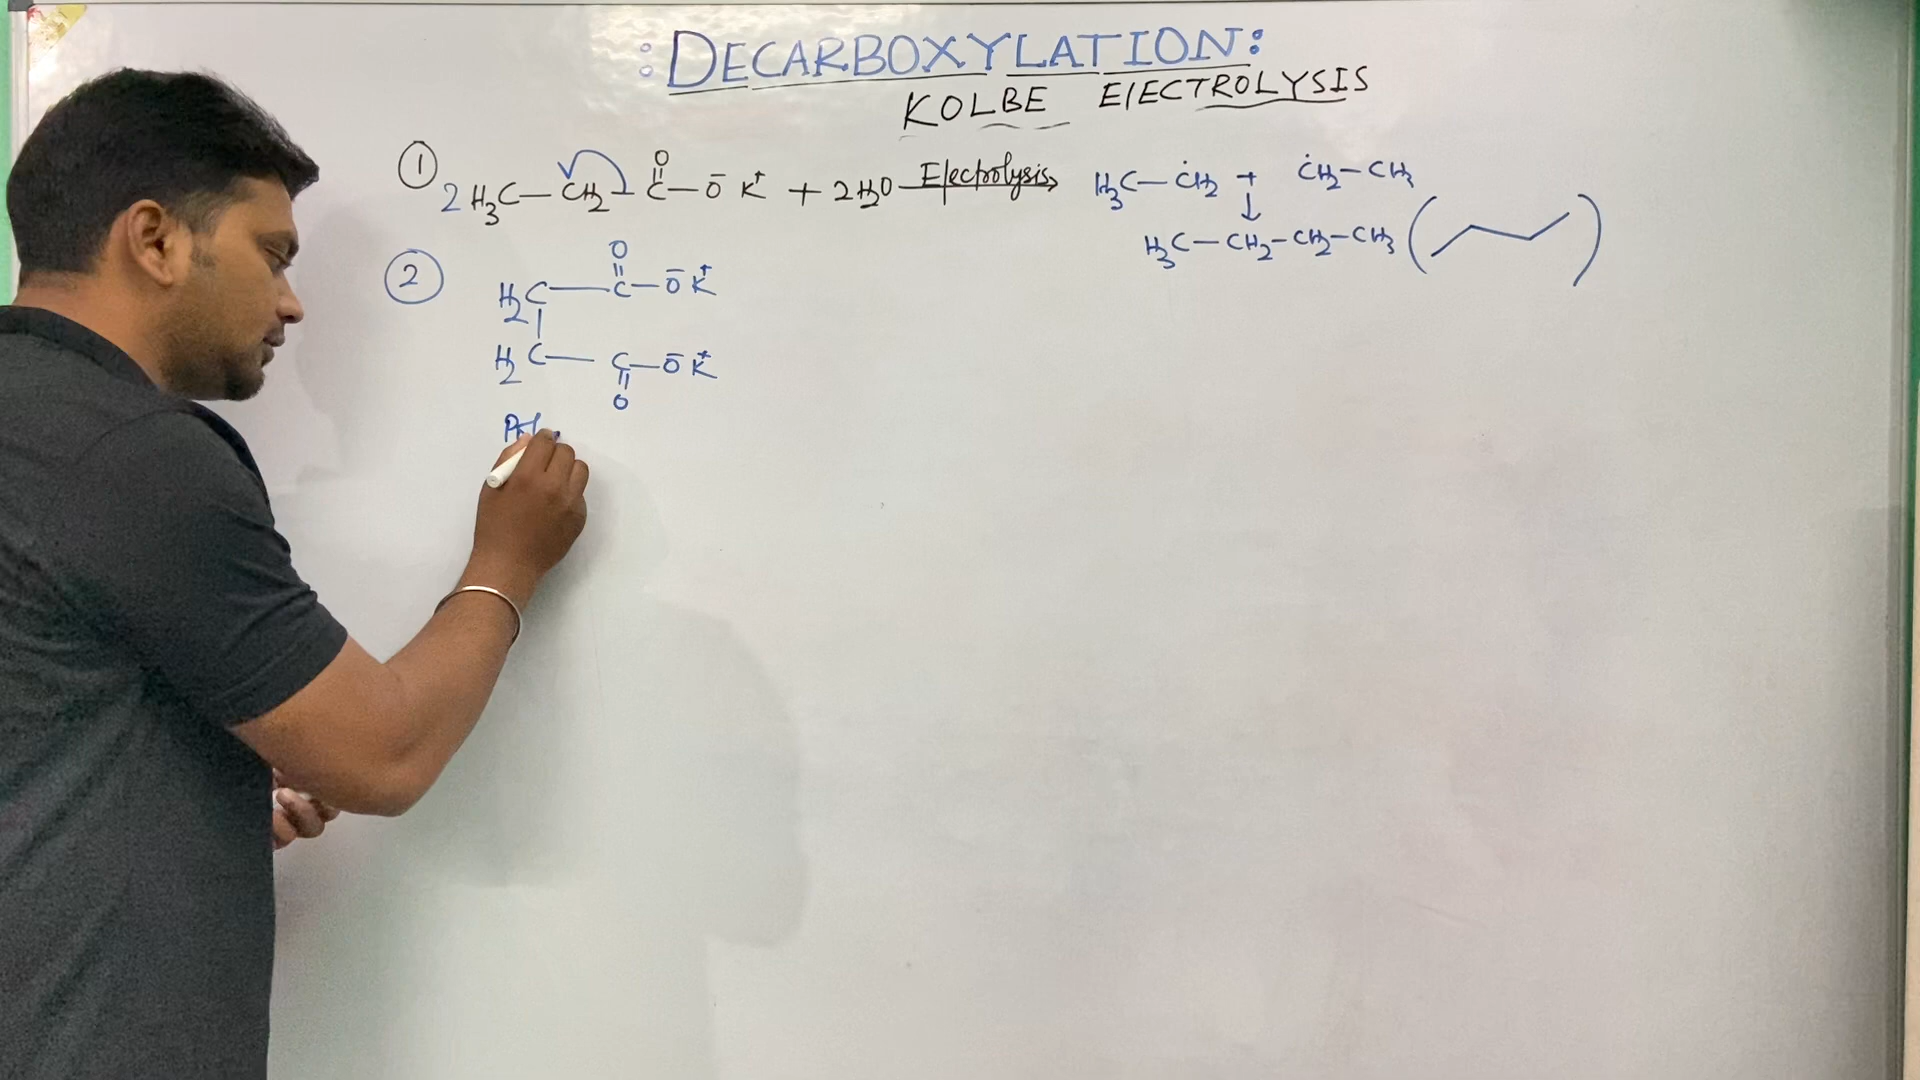 :DECARBOXYLATION:
KOLBE ElECTROLYSIS
① 2 H₃C—CH₂—C(=O)—O⁻ K⁺ + 2H₂O —Electrolysis→ H₃C—ĊH₂ + ĊH₂—CH₃
↓
H₃C—CH₂—CH₂—CH₃
②
O
H₂C—C—O⁻ K⁺
H₂C—C—O⁻ K⁺
O